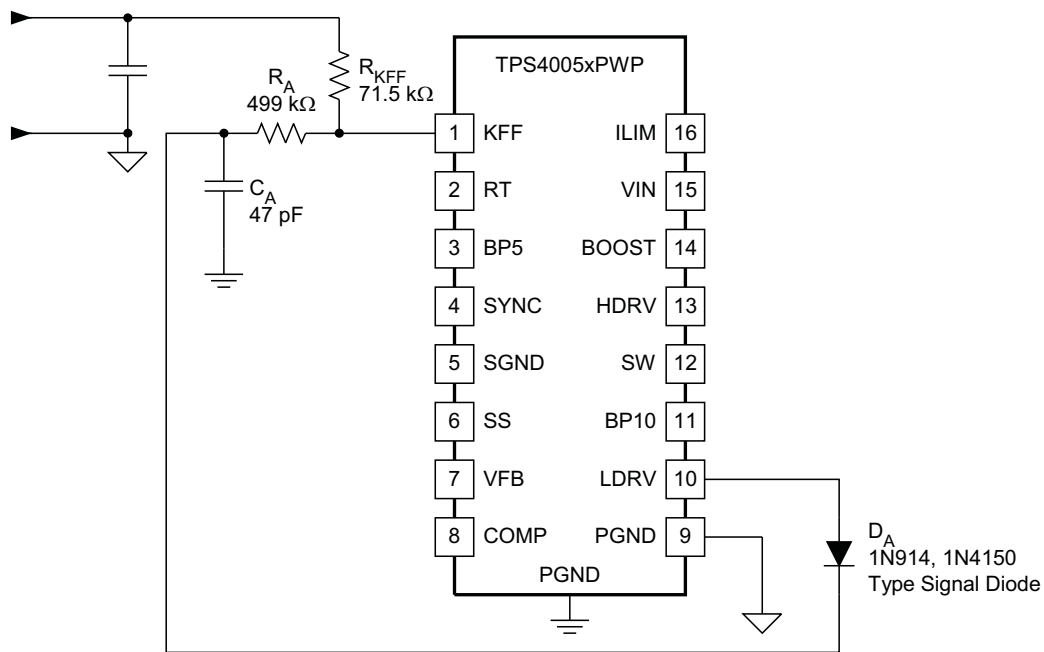 TPS4005xPWP
R_KFF
71.5 kΩ
R_A
499 kΩ
C_A
47 pF
1 KFF
2 RT
3 BP5
4 SYNC
5 SGND
6 SS
7 VFB
8 COMP
ILIM 16
VIN 15
BOOST 14
HDRV 13
SW 12
BP10 11
LDRV 10
PGND 9
PGND
D_A
1N914, 1N4150
Type Signal Diode